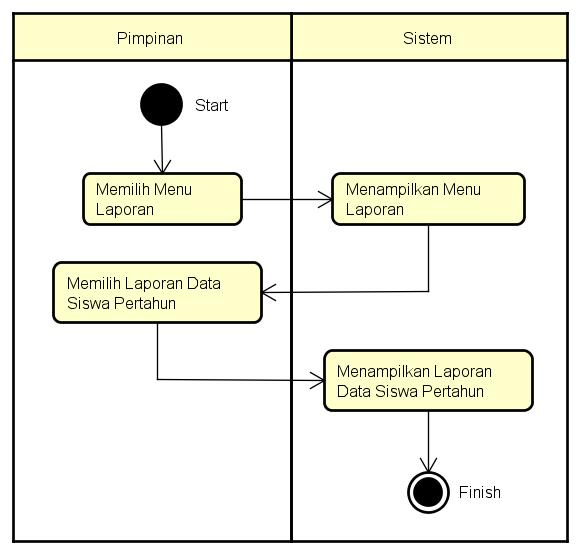 Pimpinan
Sistem
Start
Memilih Menu
Laporan
Menampilkan Menu
Laporan
Memilih Laporan Data
Siswa Pertahun
Menampilkan Laporan
Data Siswa Pertahun
Finish